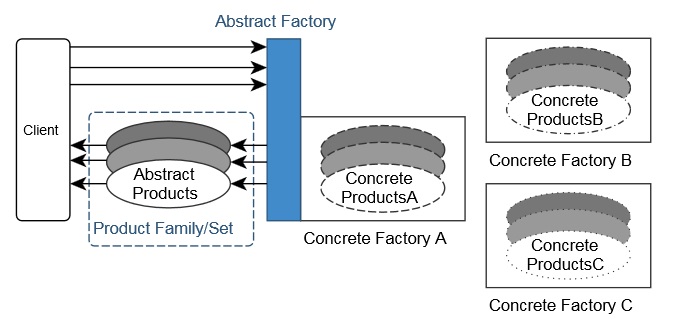 Abstract Factory
Client
Abstract
Products
Product Family/Set
Concrete
ProductsA
Concrete Factory A
Concrete
ProductsB
Concrete Factory B
Concrete
ProductsC
Concrete Factory C